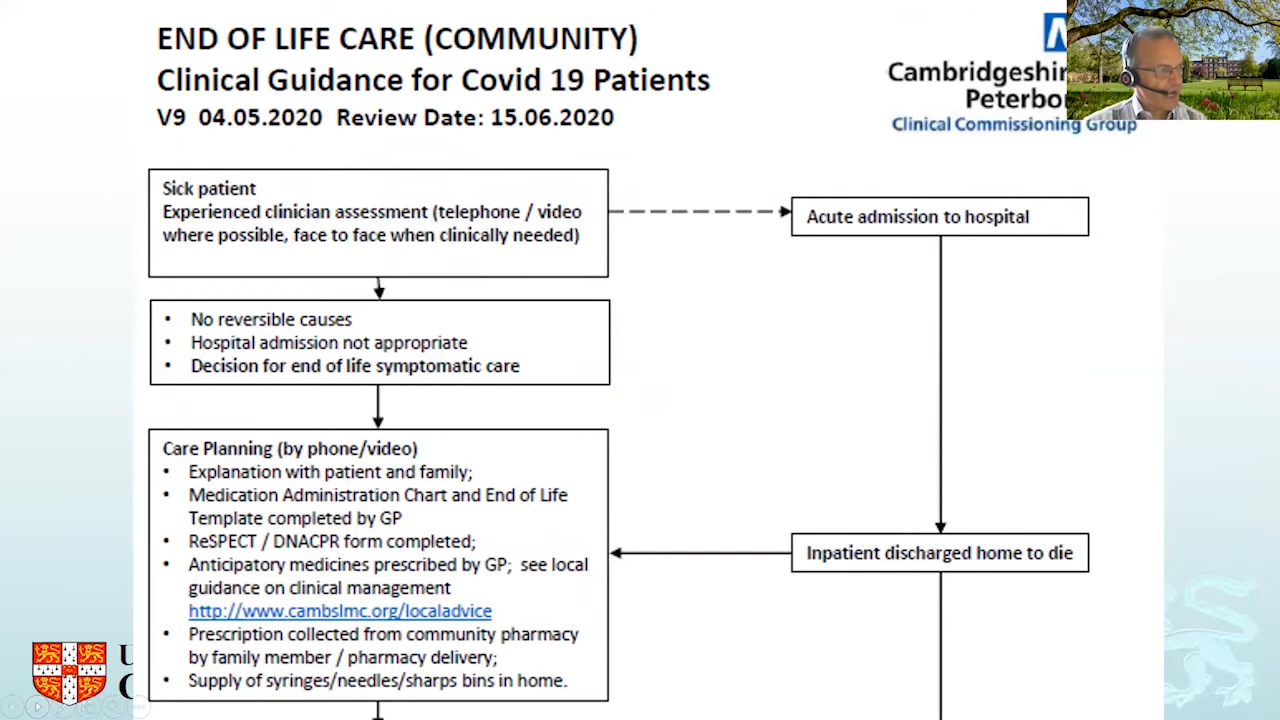 END OF LIFE CARE (COMMUNITY)
Clinical Guidance for Covid 19 Patients
V9 04.05.2020 Review Date: 15.06.2020
Clinical Commissioning Group
Sick patient
Experienced clinician assessment (telephone / video
where possible, face to face when clinically needed)
Acute admission to hospital
• No reversible causes
• Hospital admission not appropriate
• Decision for end of life symptomatic care
Care Planning (by phone/video)
• Explanation with patient and family;
• Medication Administration Chart and End of Life
Template completed by GP
• ReSPECT / DNACPR form completed;
• Anticipatory medicines prescribed by GP; see local
guidance on clinical management
http://www.cambslmc.org/localadvice
• Prescription collected from community pharmacy
by family member / pharmacy delivery;
• Supply of syringes/needles/sharps bins in home.
Inpatient discharged home to die